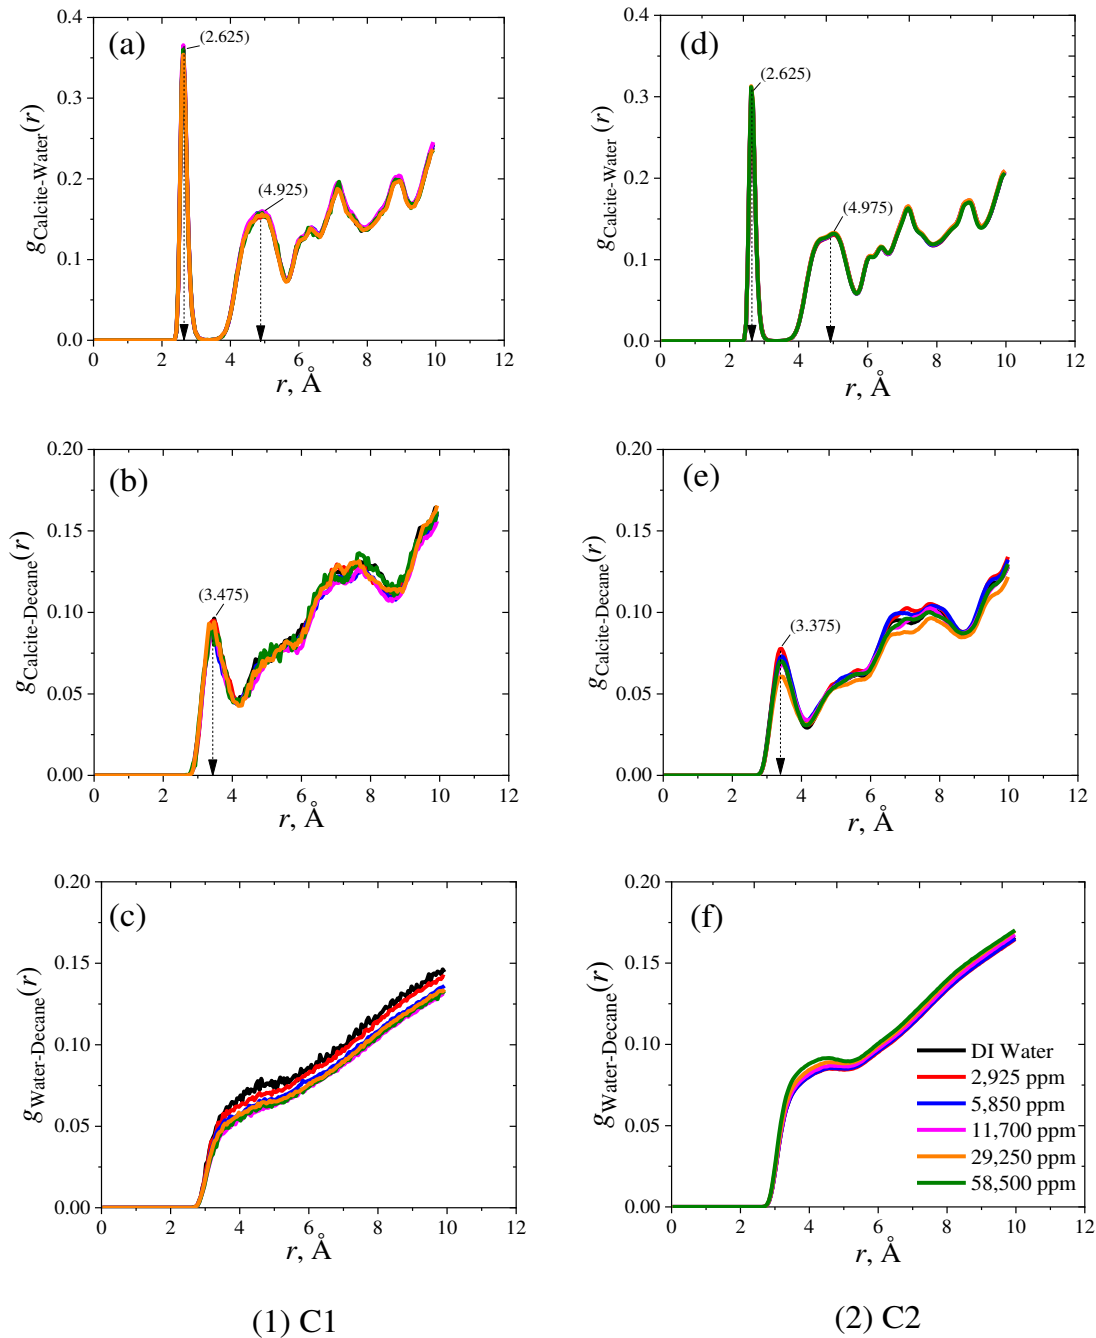 (a)
(2.625)
(4.925)
0.4
0.3
0.2
0.1
0.0
gCalcite-Water(r)
0 2 4 6 8 10 12
r, Å
(d)
(2.625)
(4.975)
0.4
0.3
0.2
0.1
0.0
gCalcite-Water(r)
0 2 4 6 8 10 12
r, Å
(b)
(3.475)
0.20
0.15
0.10
0.05
0.00
gCalcite-Decane(r)
0 2 4 6 8 10 12
r, Å
(e)
(3.375)
0.20
0.15
0.10
0.05
0.00
gCalcite-Decane(r)
0 2 4 6 8 10 12
r, Å
(c)
0.20
0.15
0.10
0.05
0.00
gWater-Decane(r)
0 2 4 6 8 10 12
r, Å
(f)
0.20
0.15
0.10
0.05
0.00
gWater-Decane(r)
DI Water
2,925 ppm
5,850 ppm
11,700 ppm
29,250 ppm
58,500 ppm
0 2 4 6 8 10 12
r, Å
(1) C1
(2) C2